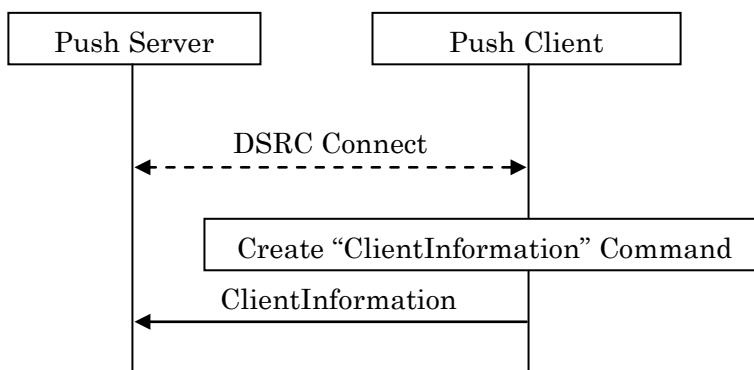 Push Server
Push Client
DSRC Connect
Create “ClientInformation” Command
ClientInformation